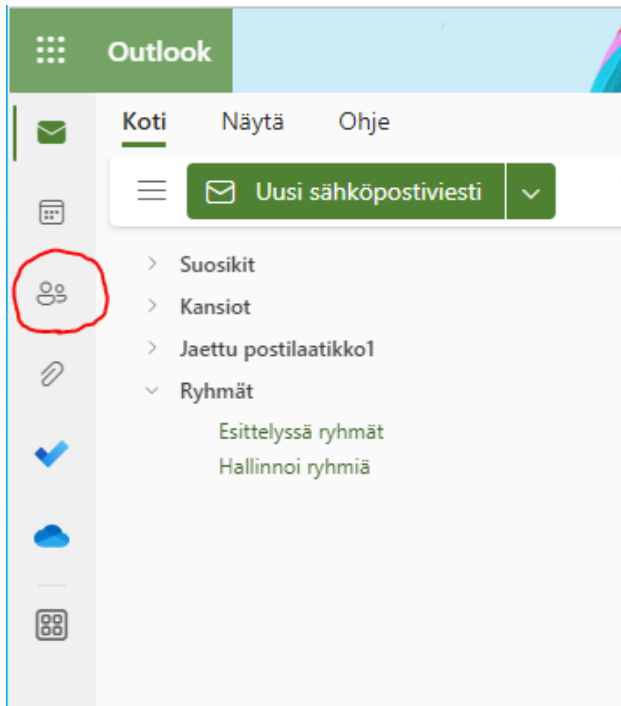 Outlook
Koti Näytä Ohje
Uusi sähköpostiviesti
Suosikit
Kansiot
Jaettu postilaatikko1
Ryhmät
Esittelyssä ryhmät
Hallinnoi ryhmiä